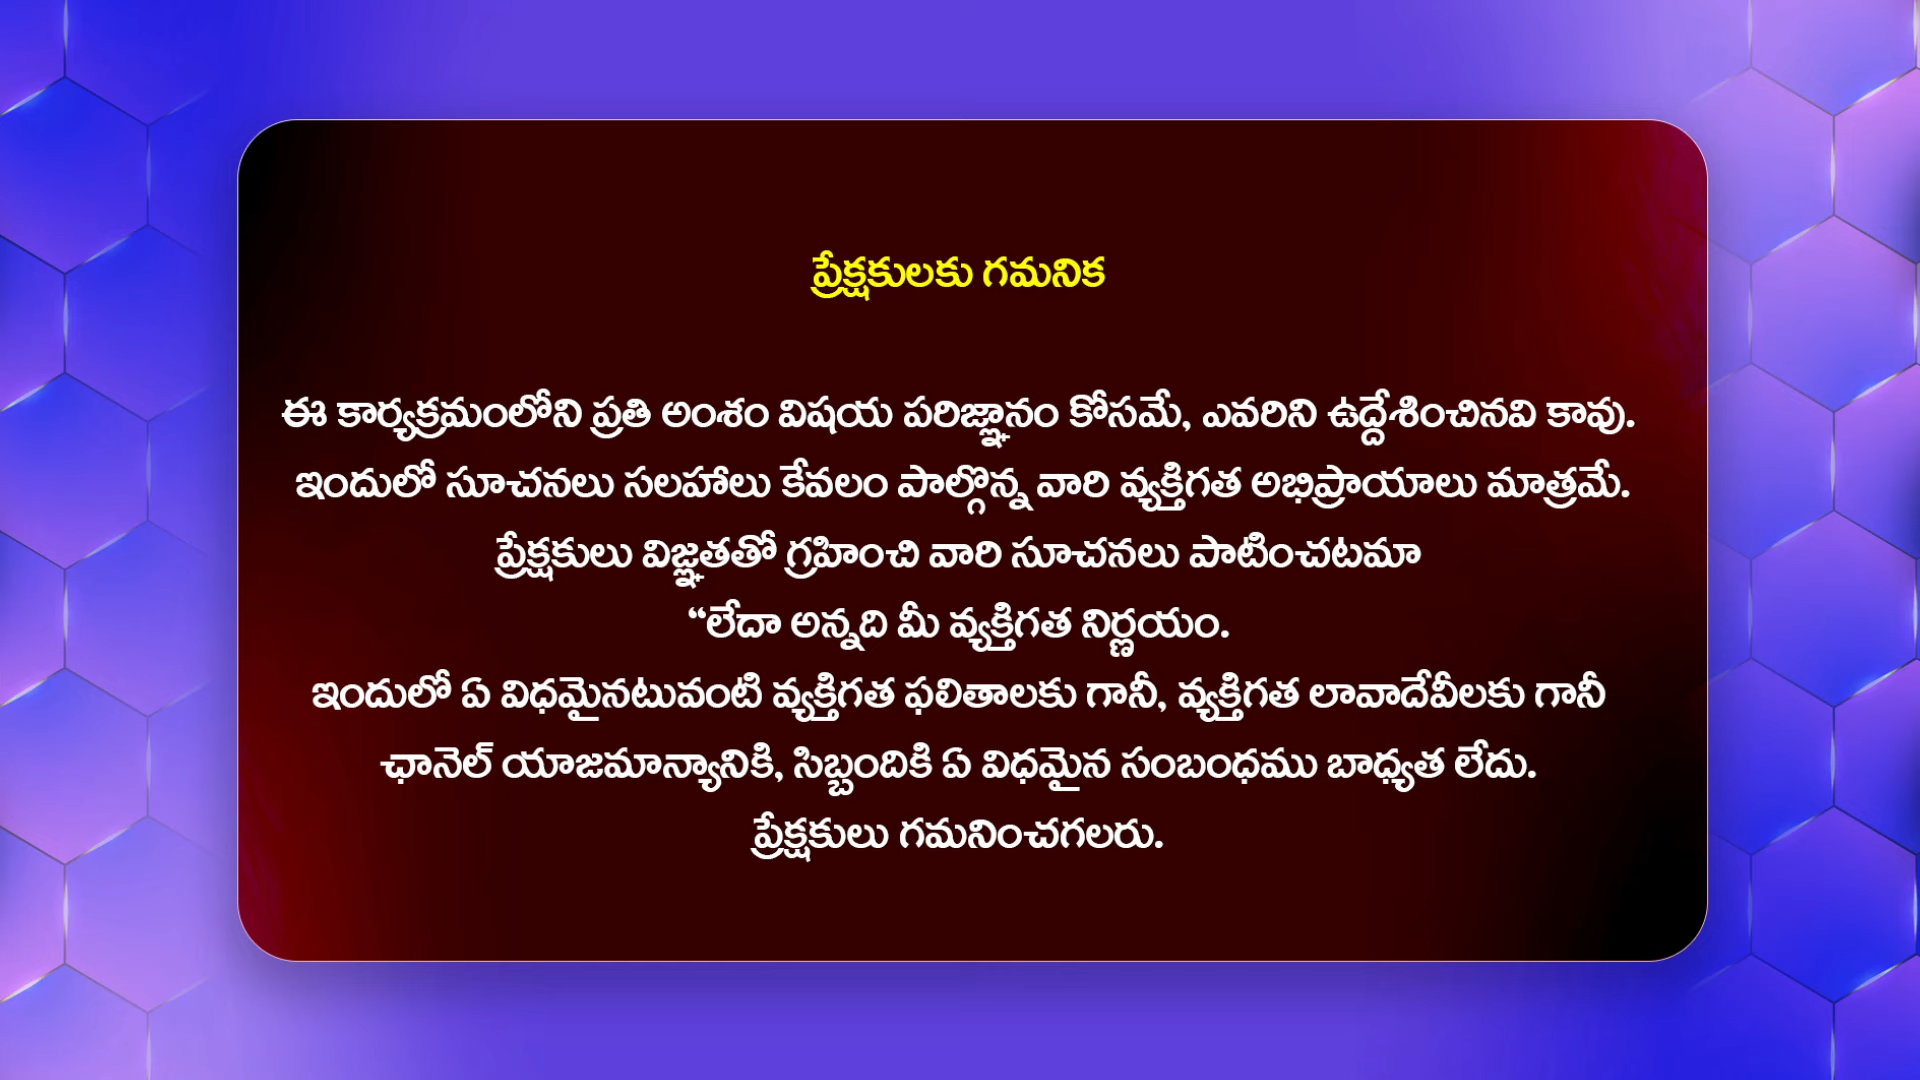 ప్రేక్షకులకు గమనిక
ఈ కార్యక్రమంలోని ప్రతి అంశం విషయ పరిజ్ఞానం కోసమే, ఎవరిని ఉద్దేశించినవి కావు.
ఇందులో సూచనలు సలహాలు కేవలం పాల్గొన్న వారి వ్యక్తిగత అభిప్రాయాలు మాత్రమే.
ప్రేక్షకులు విజ్ఞతతో గ్రహించి వారి సూచనలు పాటించటమా
“లేదా అన్నది మీ వ్యక్తిగత నిర్ణయం.
ఇందులో ఏ విధమైనటువంటి వ్యక్తిగత ఫలితాలకు గానీ, వ్యక్తిగత లావాదేవీలకు గానీ
ఛానెల్ యాజమాన్యానికి, సిబ్బందికి ఏ విధమైన సంబంధము బాధ్యత లేదు.
ప్రేక్షకులు గమనించగలరు.